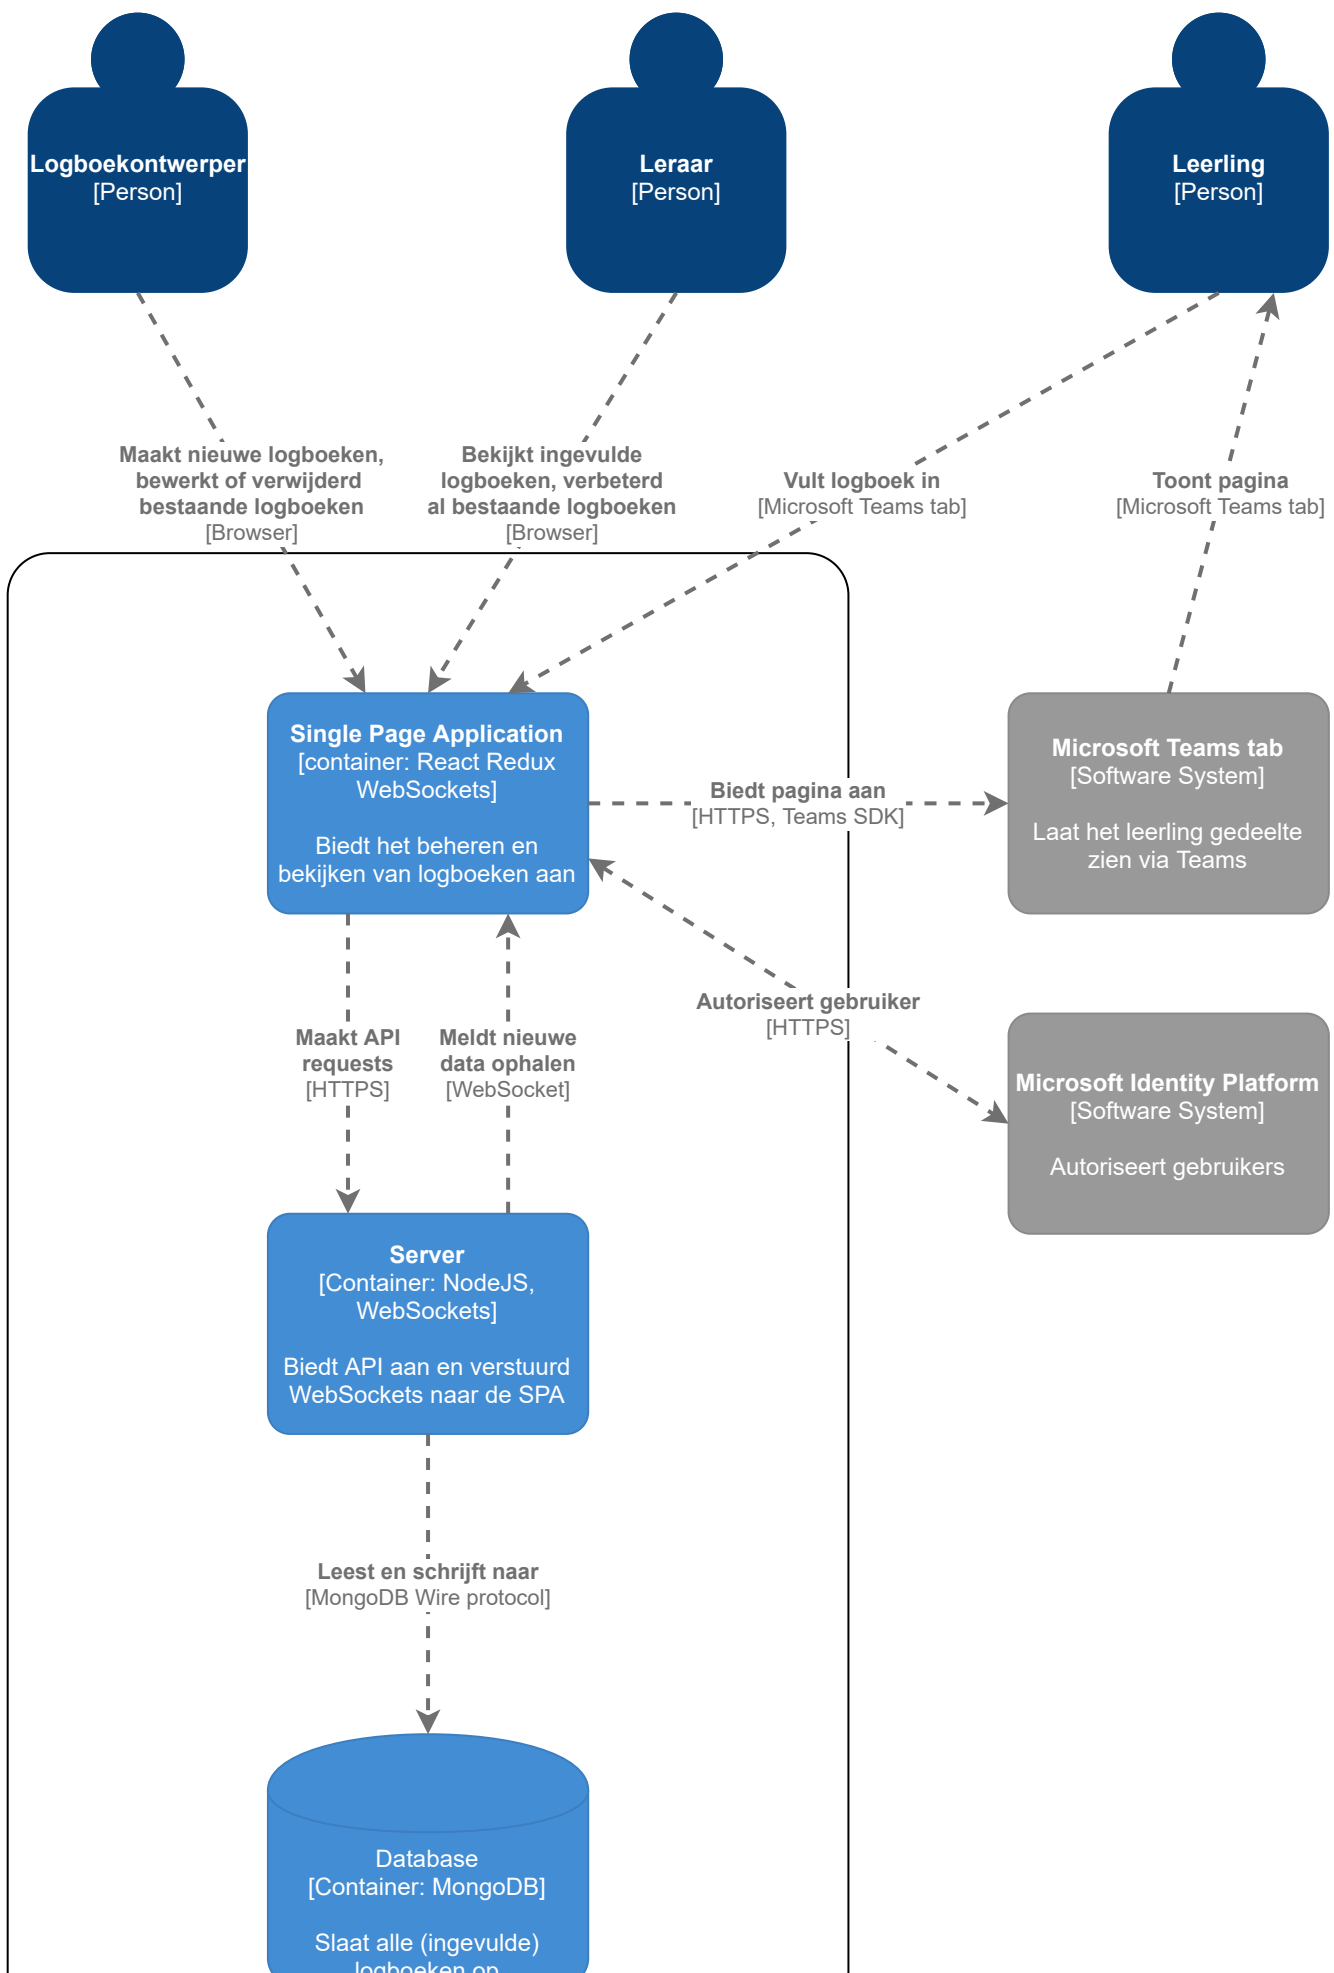 Logboekontwerper
[Person]
Leraar
[Person]
Leerling
[Person]
Maakt nieuwe logboeken,
bewerkt of verwijderd
bestaande logboeken
[Browser]
Bekijkt ingevulde
logboeken, verbeterd
al bestaande logboeken
[Browser]
Vult logboek in
[Microsoft Teams tab]
Toont pagina
[Microsoft Teams tab]
Single Page Application
[container: React Redux
WebSockets]
Biedt het beheren en
bekijken van logboeken aan
Biedt pagina aan
[HTTPS, Teams SDK]
Microsoft Teams tab
[Software System]
Laat het leerling gedeelte
zien via Teams
Autoriseert gebruiker
[HTTPS]
Microsoft Identity Platform
[Software System]
Autoriseert gebruikers
Maakt API
requests
[HTTPS]
Meldt nieuwe
data ophalen
[WebSocket]
Server
[Container: NodeJS,
WebSockets]
Biedt API aan en verstuurd
WebSockets naar de SPA
Leest en schrijft naar
[MongoDB Wire protocol]
Database
[Container: MongoDB]
Slaat alle (ingevulde)
logboeken op